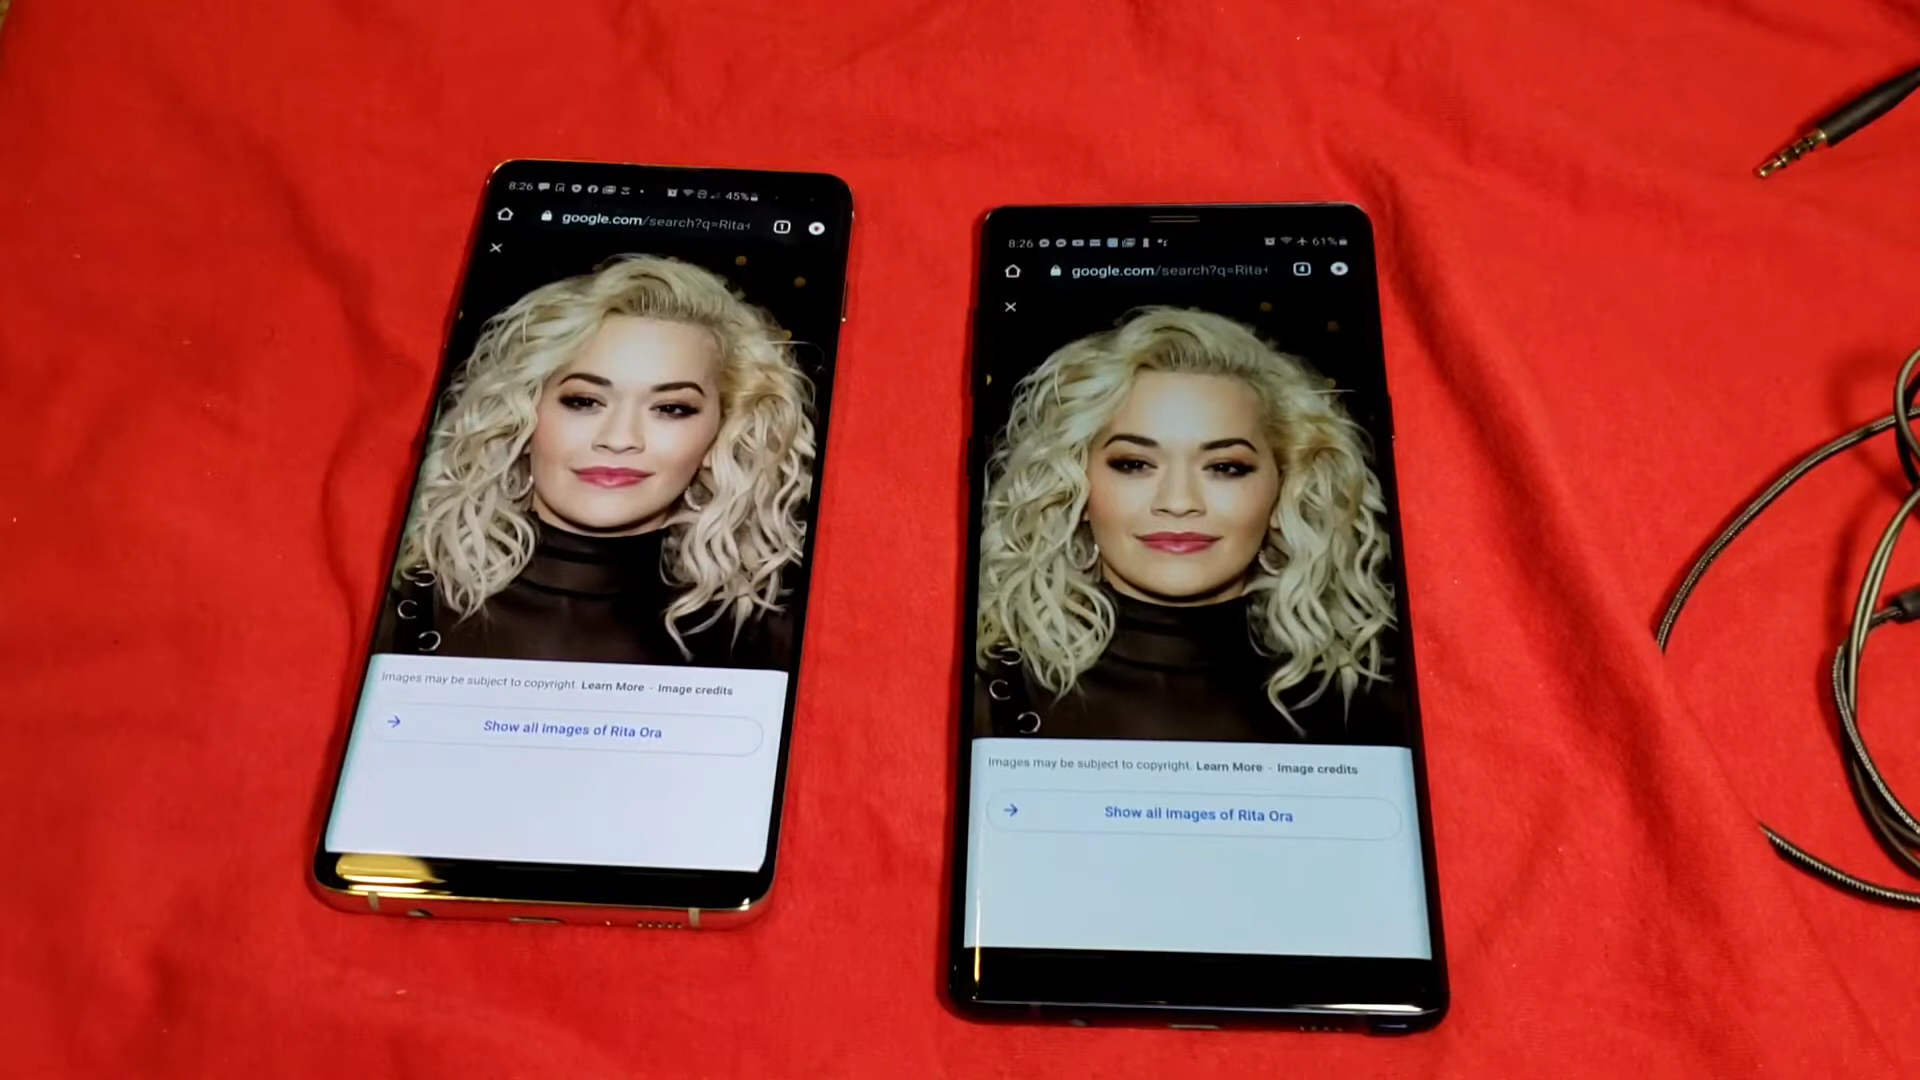 8:26 45%
google.com/search?q=Rita+
1
Images may be subject to copyright. Learn More - Image credits
Show all images of Rita Ora
8:26 61%
google.com/search?q=Rita+
4
Images may be subject to copyright. Learn More - Image credits
Show all images of Rita Ora